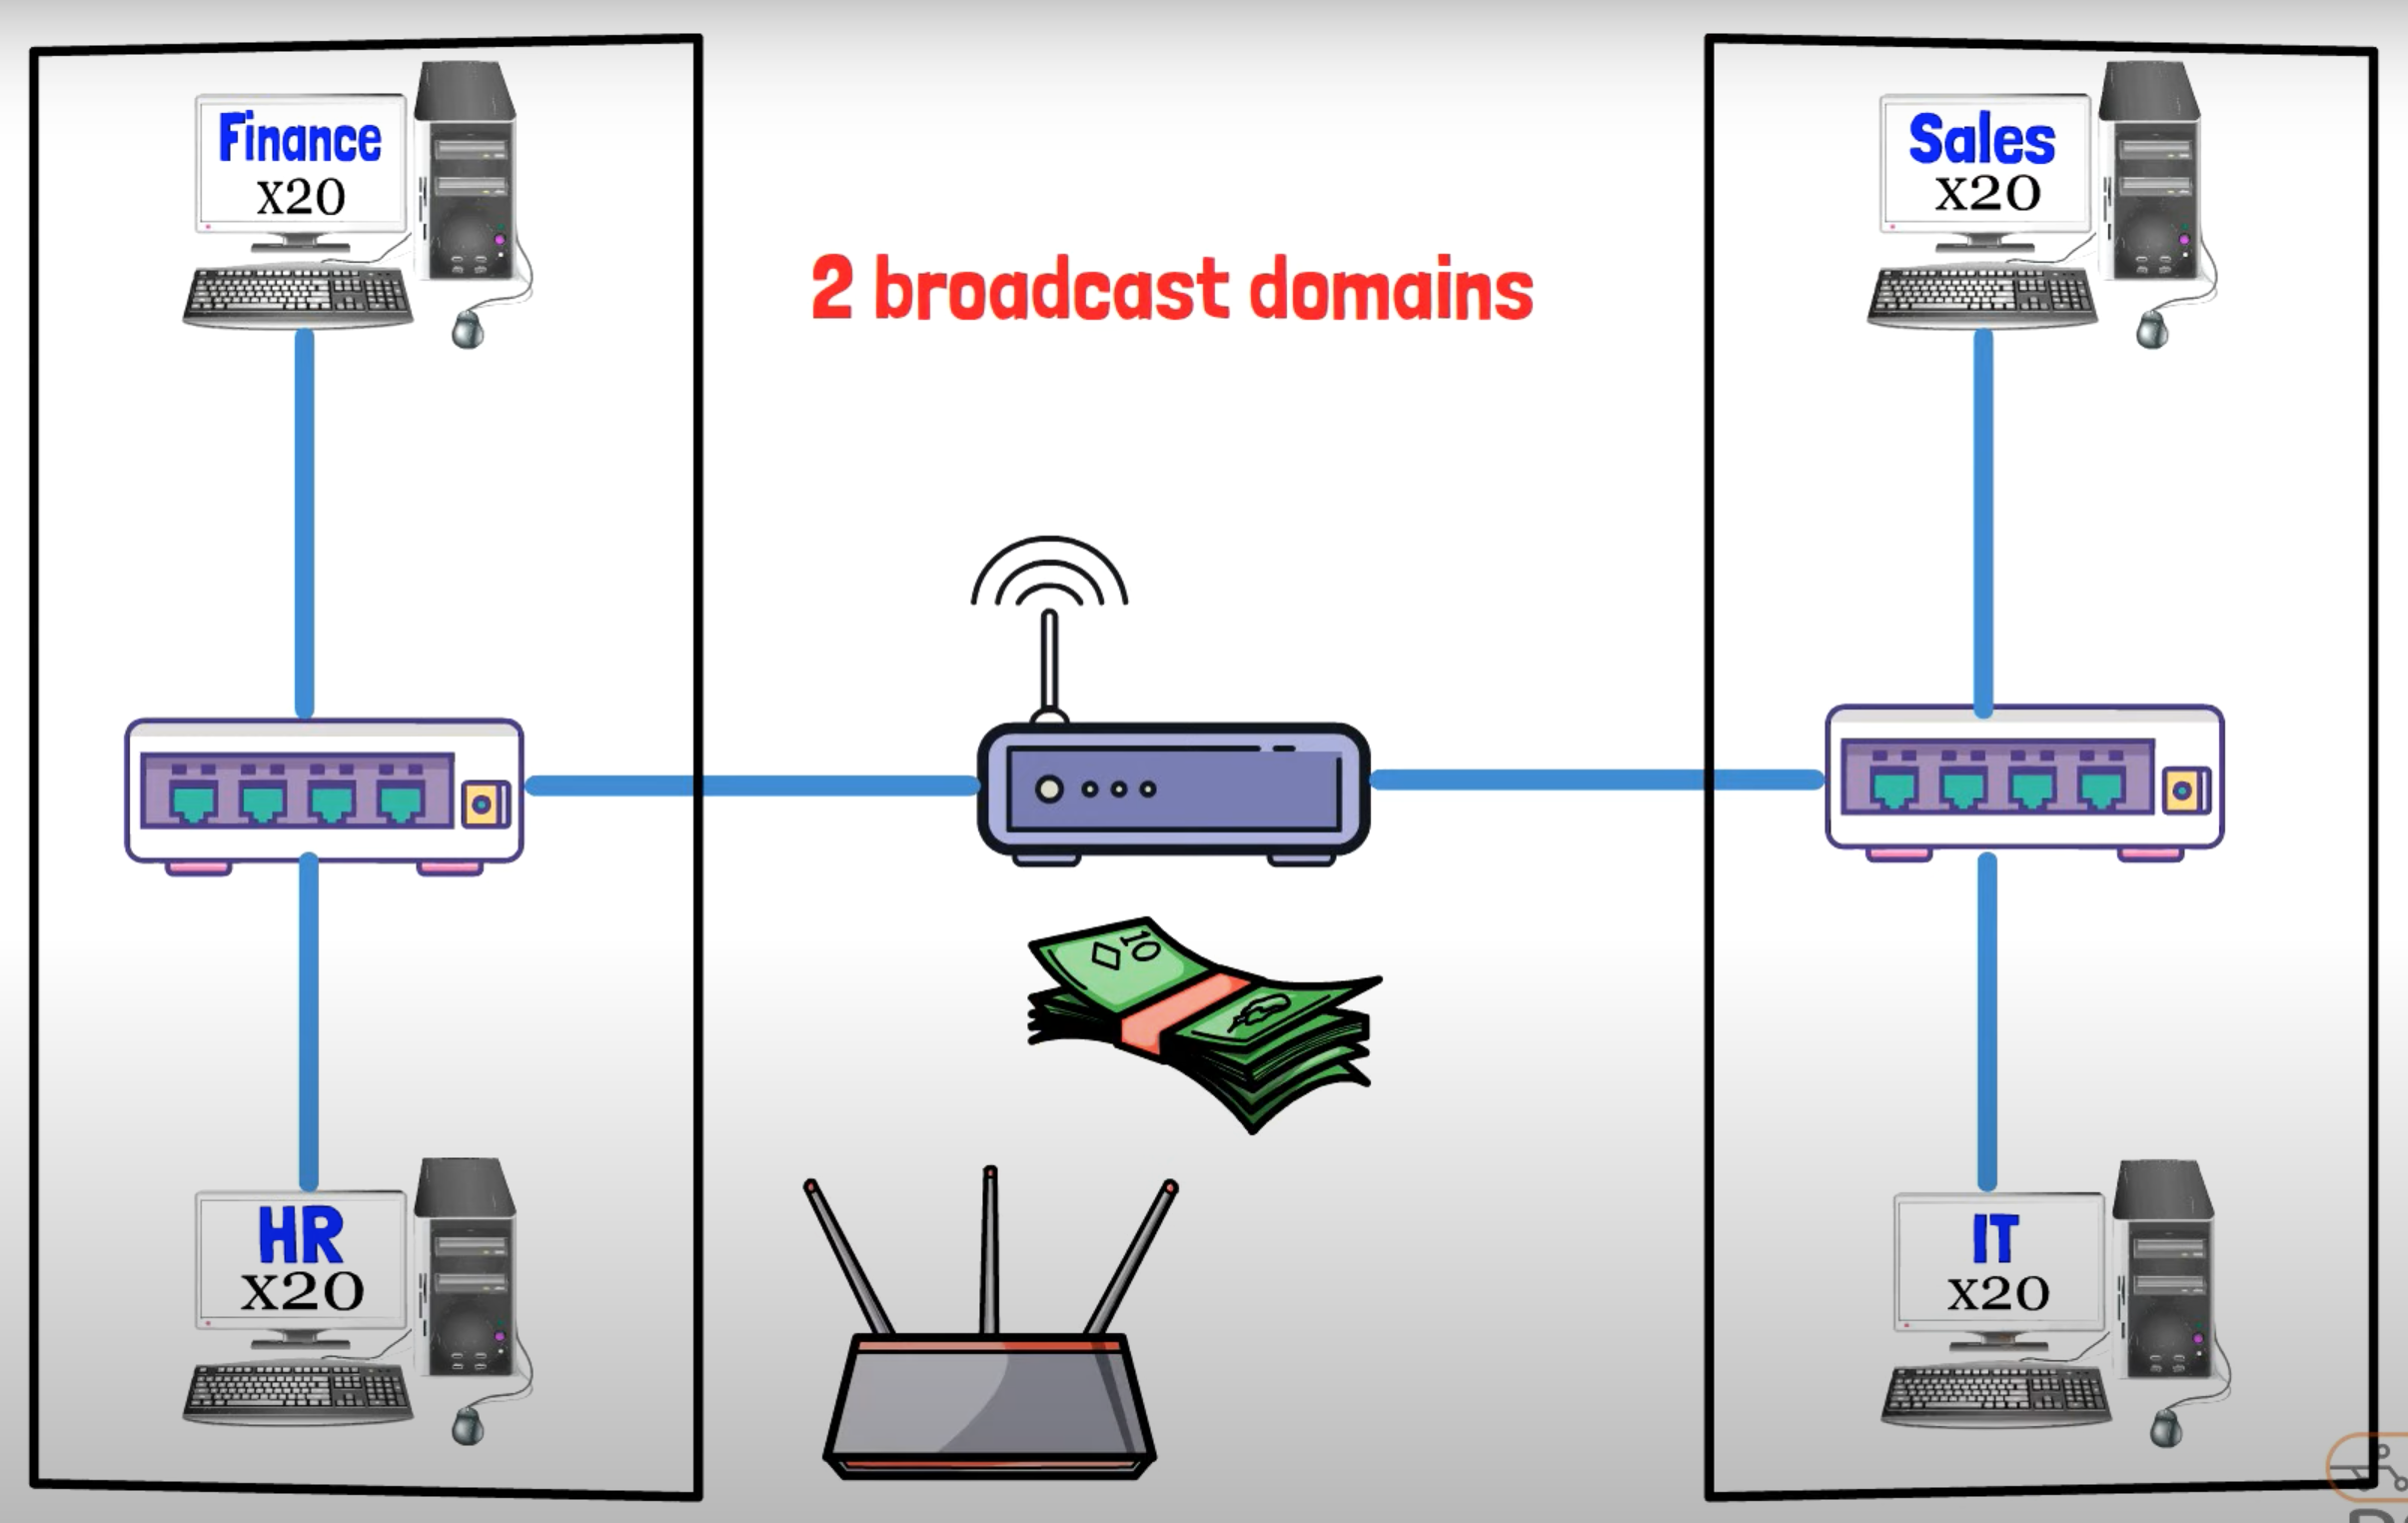 Finance
x20
Sales
x20
2 broadcast domains
10
HR
x20
IT
x20